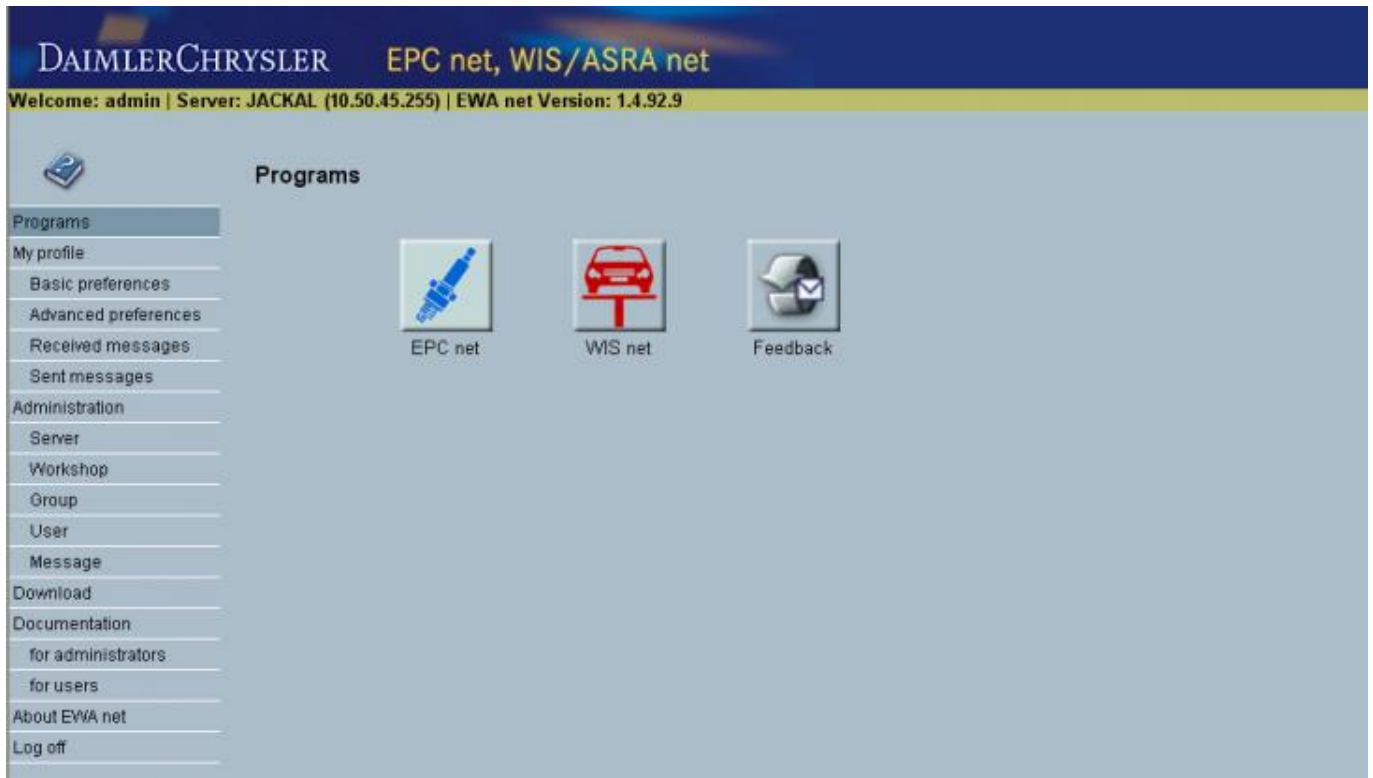 DAIMLERCHRYSLER EPC net, WIS/ASRA net
Welcome: admin | Server: JACKAL (10.50.45.255) | EWA net Version: 1.4.92.9
Programs
Programs
My profile
Basic preferences
Advanced preferences
Received messages
Sent messages
Administration
Server
Workshop
Group
User
Message
Download
Documentation
for administrators
for users
About EWA net
Log off
EPC net WIS net Feedback